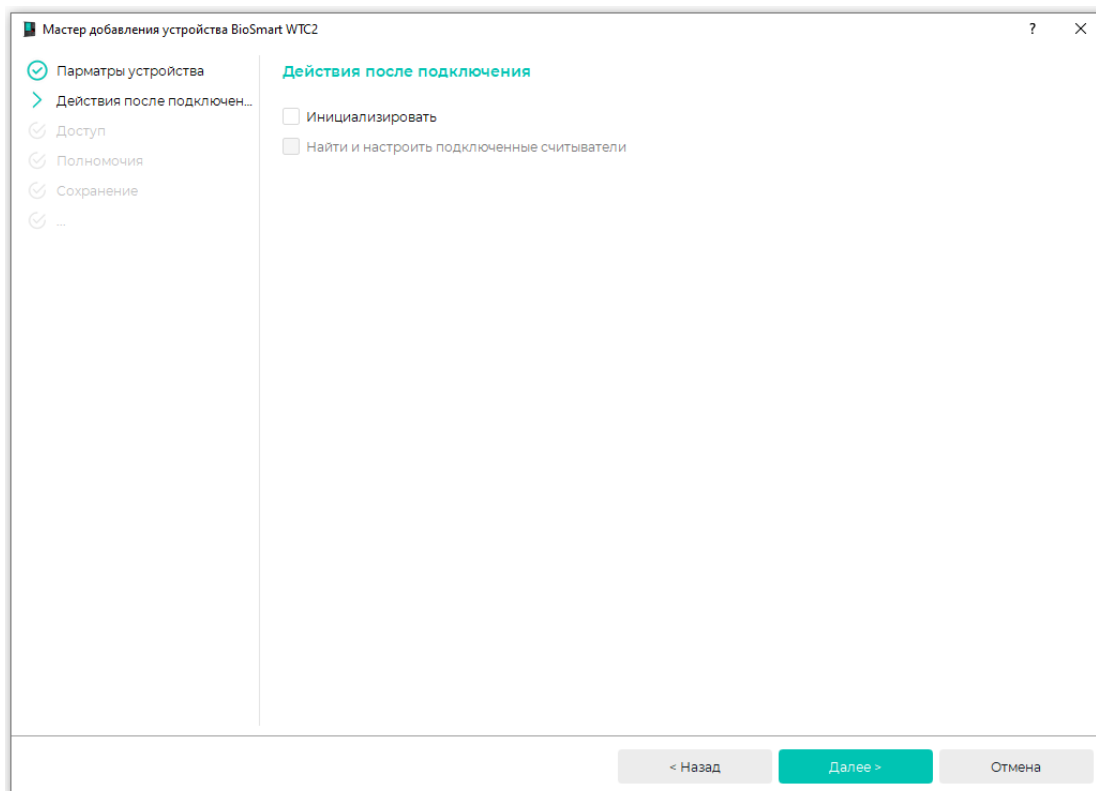 Мастер добавления устройства BioSmart WTC2
?
Парматры устройства
Действия после подключен...
Доступ
Полномочия
Сохранение
...
Действия после подключения
Инициализировать
Найти и настроить подключенные считыватели
< Назад
Далее >
Отмена